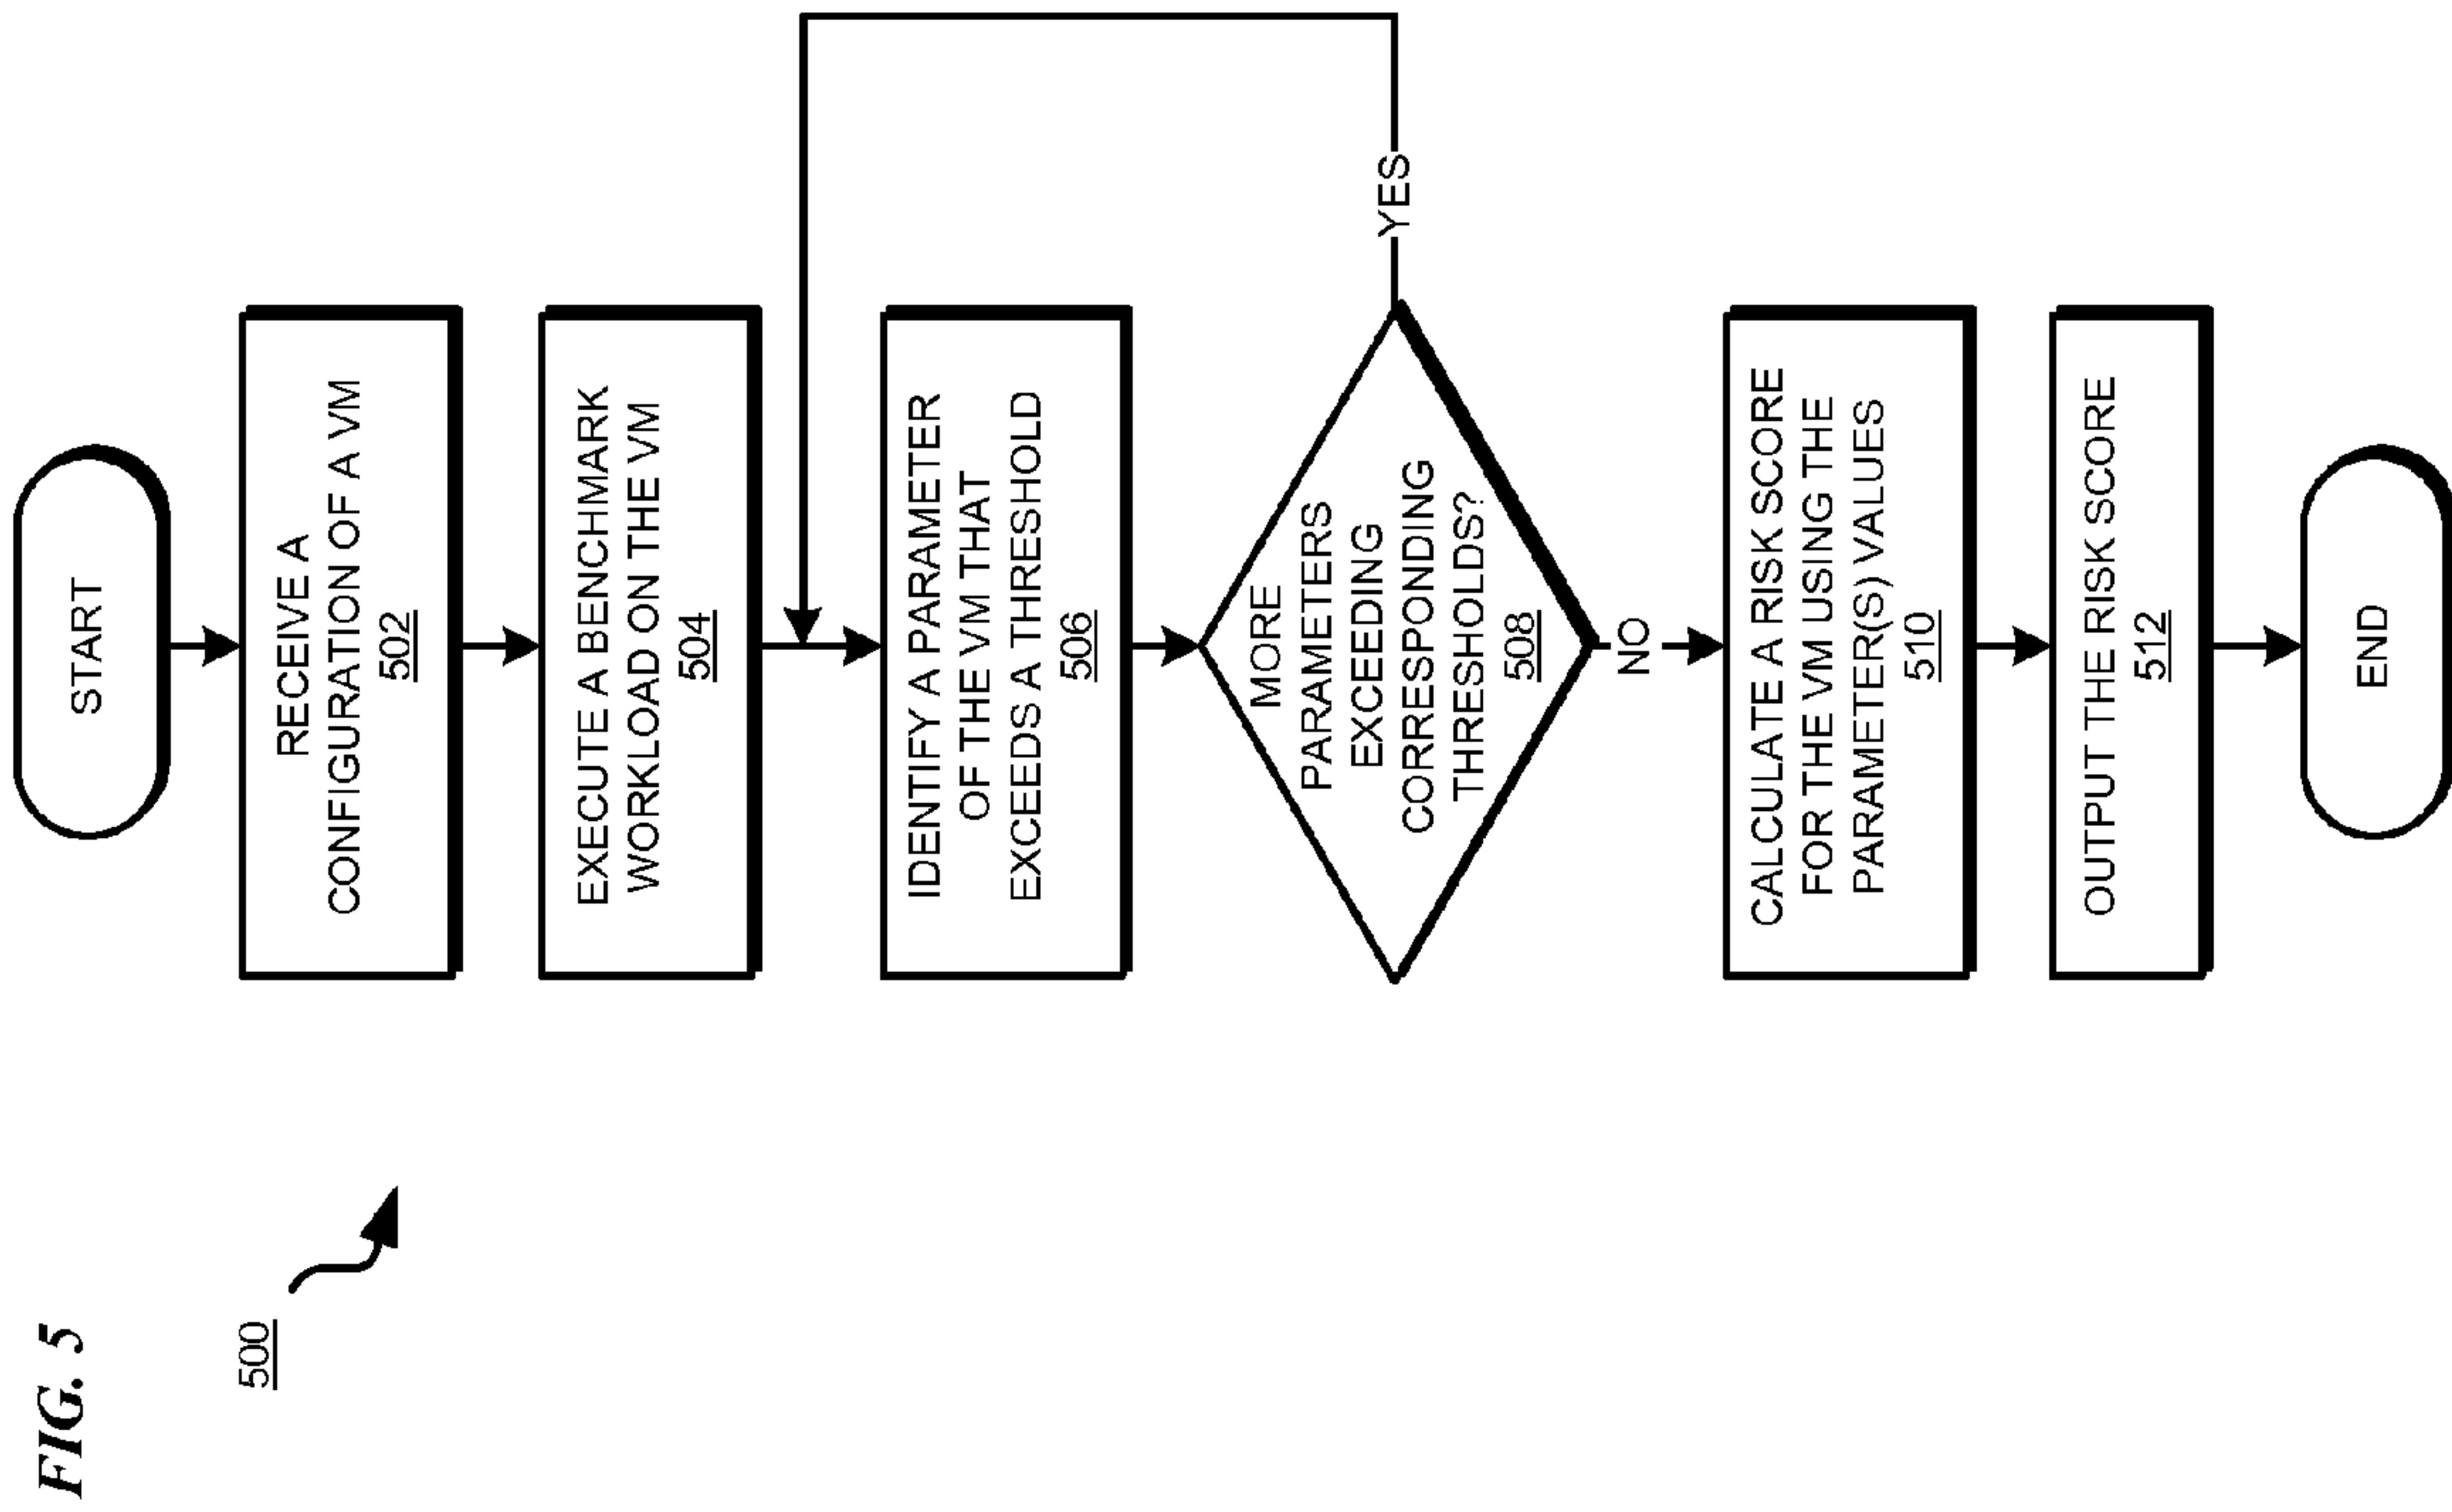 FIG. 5
500
START
RECEIVE A
CONFIGURATION OF A VM
502
EXECUTE A BENCHMARK
WORKLOAD ON THE VM
504
IDENTIFY A PARAMETER
OF THE VM THAT
EXCEEDS A THRESHOLD
506
MORE
PARAMETERS
EXCEEDING
CORRESPONDING
THRESHOLDS?
508
YES
NO
CALCULATE A RISK SCORE
FOR THE VM USING THE
PARAMETER(S) VALUES
510
OUTPUT THE RISK SCORE
512
END